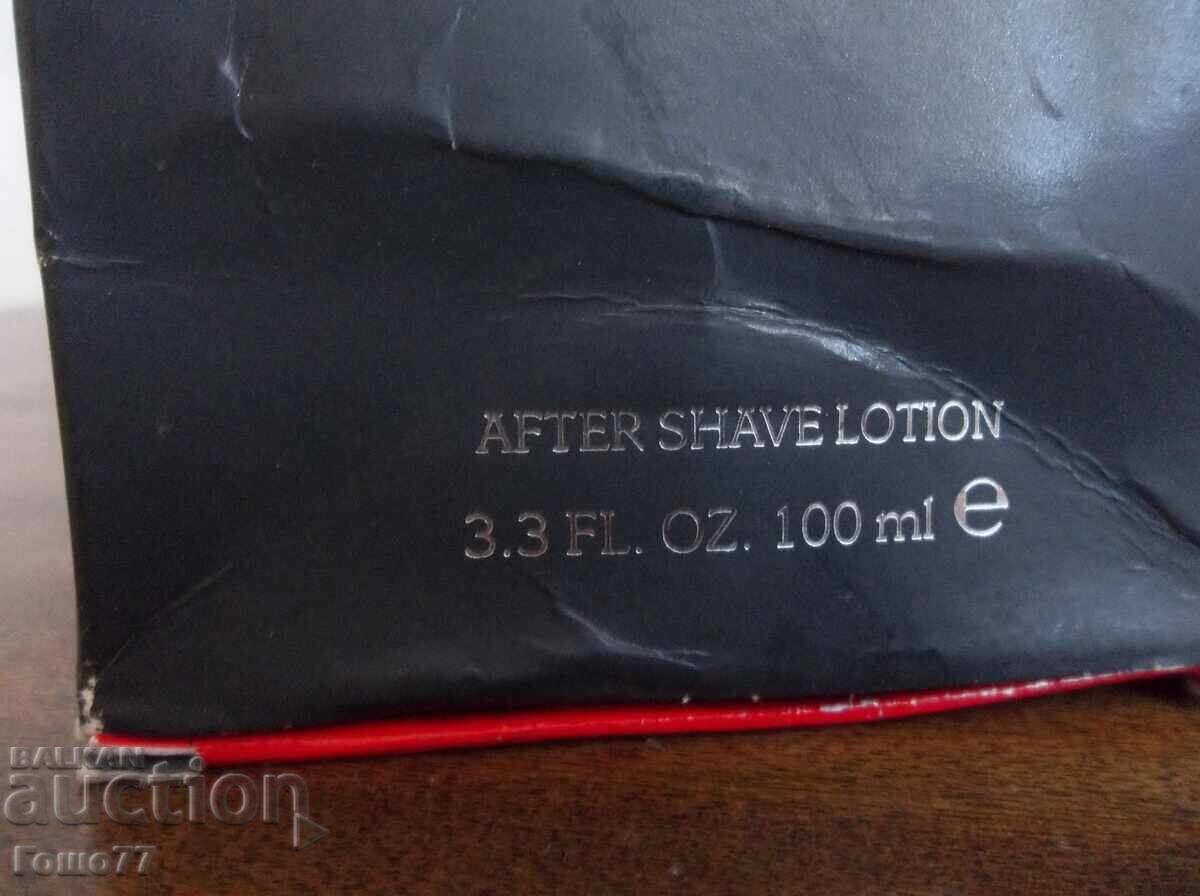 AFTER SHAVE LOTION
3.3 FL. OZ. 100 ml e
BALKAN
auction
Гошо77